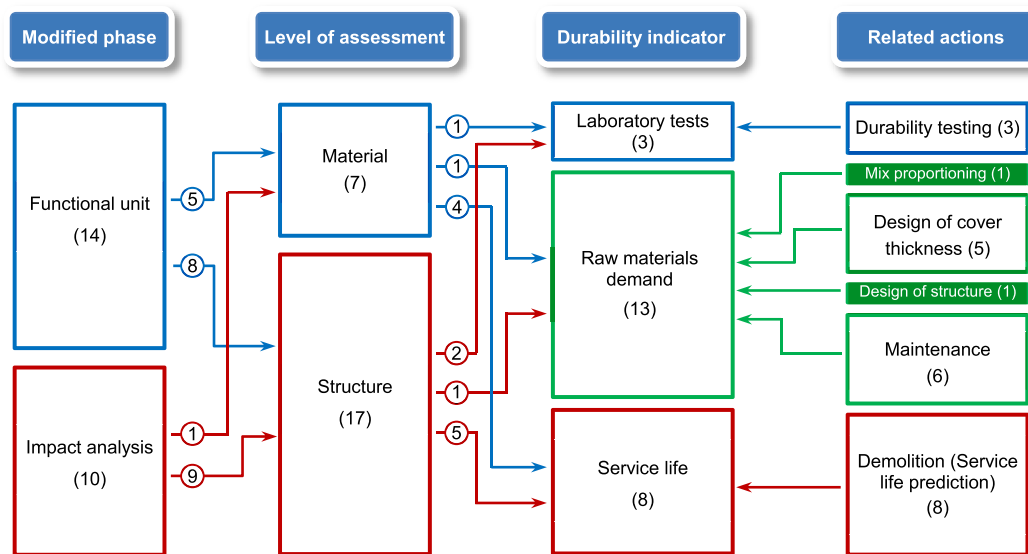 Modified phase
Level of assessment
Durability indicator
Related actions
Functional unit
(14)
Impact analysis
(10)
5
8
1
9
Material
(7)
Structure
(17)
1
1
4
2
1
5
Laboratory tests
(3)
Raw materials
demand
(13)
Service life
(8)
Durability testing (3)
Mix proportioning (1)
Design of cover
thickness (5)
Design of structure (1)
Maintenance
(6)
Demolition (Service
life prediction)
(8)